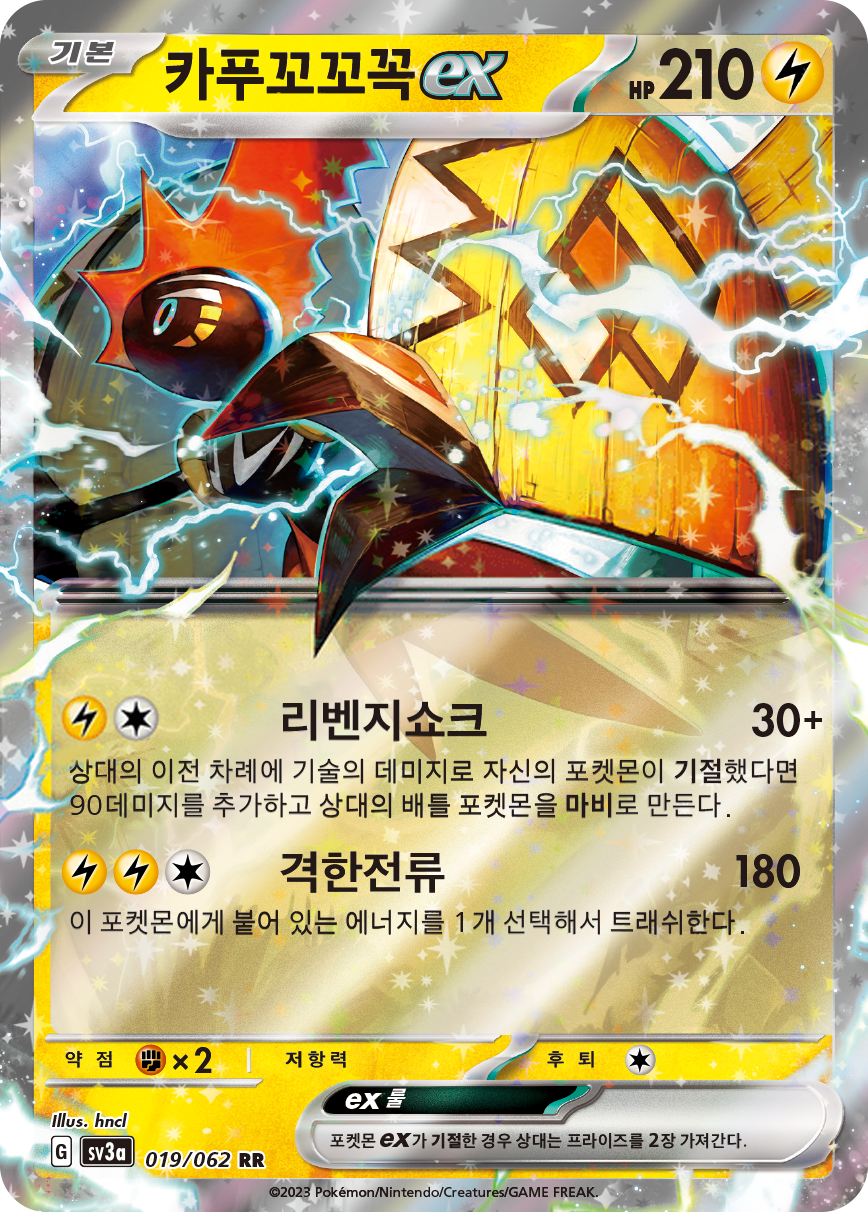 기본 카푸꼬꼬꼭 ex HP 210
리벤지쇼크 30+
상대의 이전 차례에 기술의 데미지로 자신의 포켓몬이 기절했다면
90데미지를 추가하고 상대의 배틀 포켓몬을 마비로 만든다.
격한전류 180
이 포켓몬에게 붙어 있는 에너지를 1개 선택해서 트래쉬한다.
약점 ×2 저항력 후퇴
ex 룰
포켓몬 ex가 기절한 경우 상대는 프라이즈를 2장 가져간다.
Illus. hncl
G sv3a 019/062 RR
©2023 Pokémon/Nintendo/Creatures/GAME FREAK.